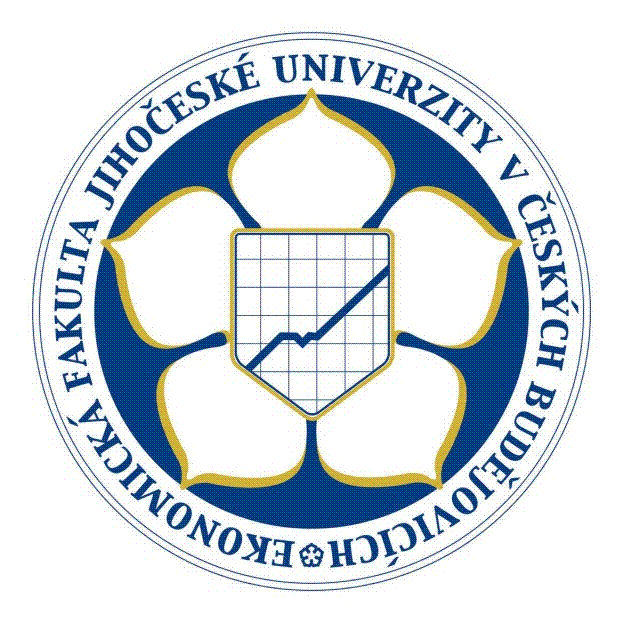 EKONOMICKÁ FAKULTA JIHOČESKÉ UNIVERZITY V ČESKÝCH BUDĚJOVICÍCH